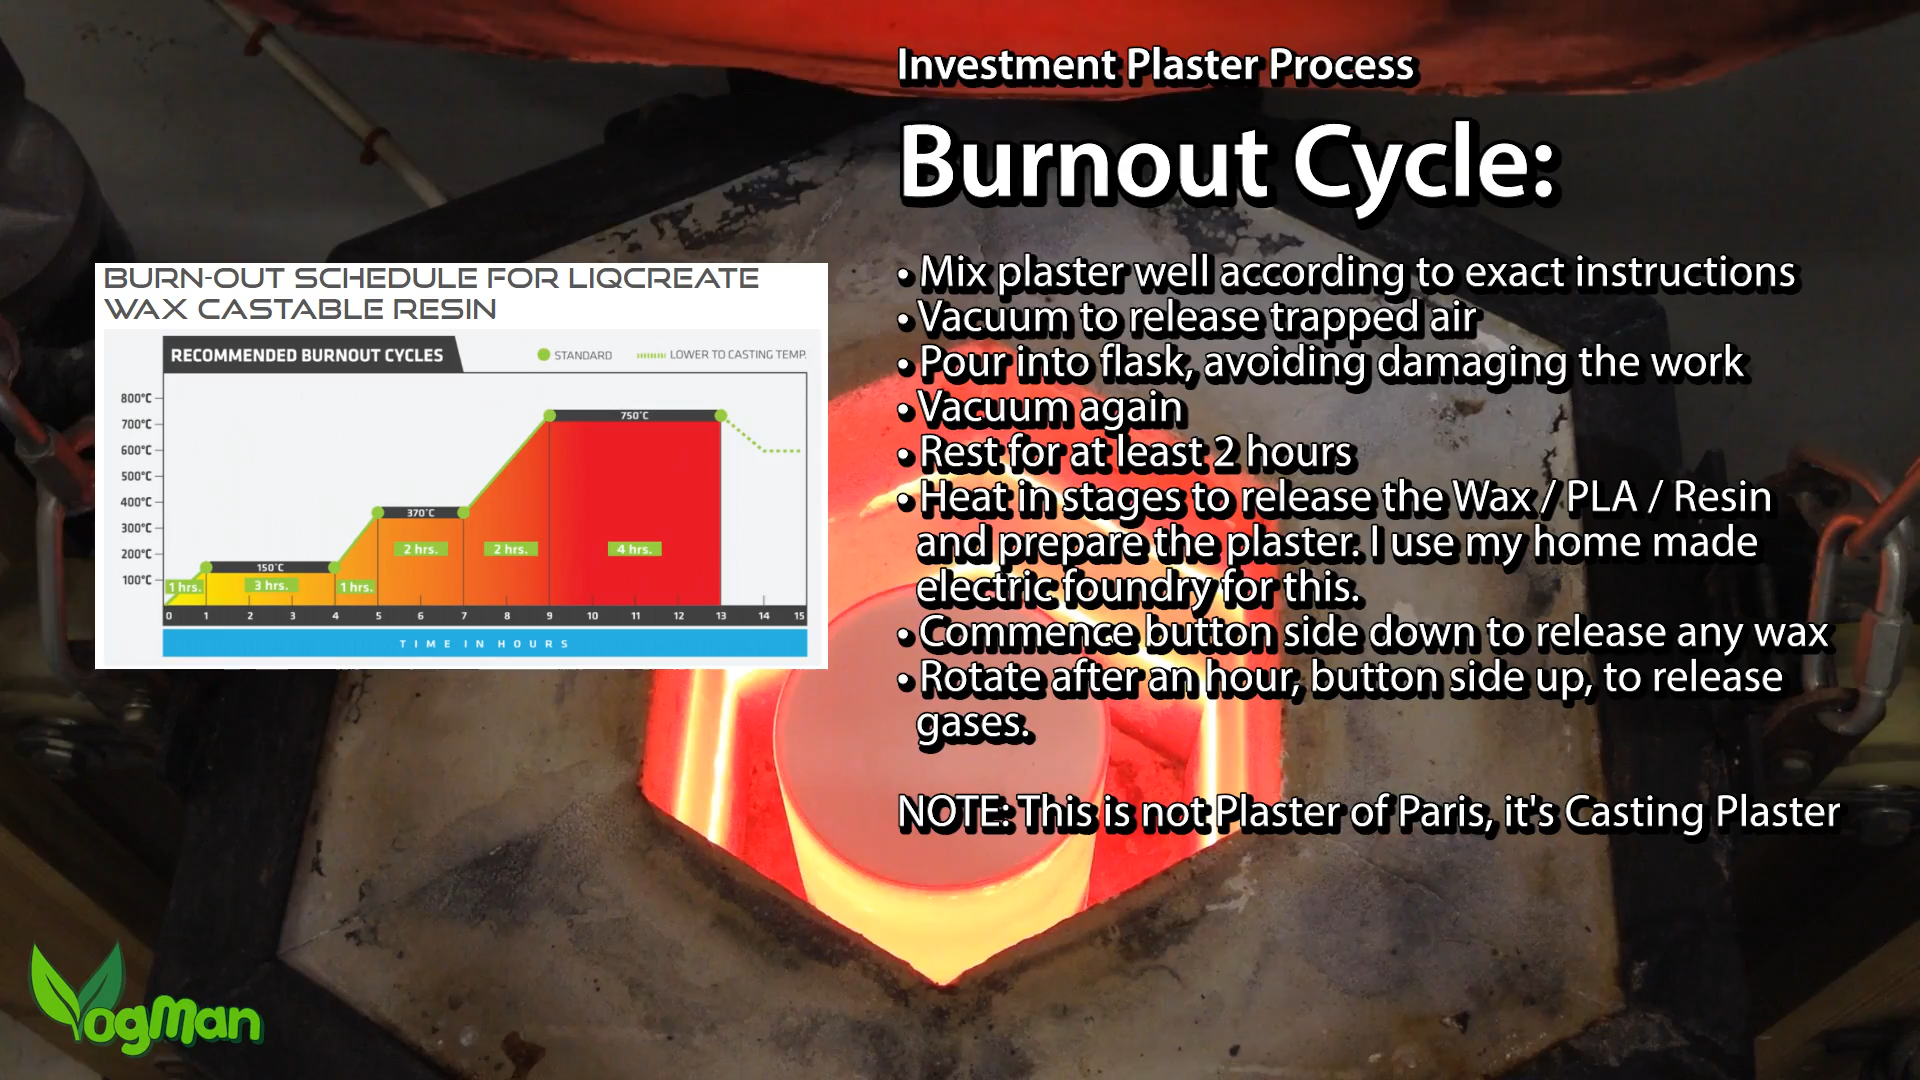 Investment Plaster Process
Burnout Cycle:
• Mix plaster well according to exact instructions
• Vacuum to release trapped air
• Pour into flask, avoiding damaging the work
• Vacuum again
• Rest for at least 2 hours
• Heat in stages to release the Wax / PLA / Resin
and prepare the plaster. I use my home made
electric foundry for this.
• Commence button side down to release any wax
• Rotate after an hour, button side up, to release
gases.
NOTE: This is not Plaster of Paris, it's Casting Plaster
BURN-OUT SCHEDULE FOR LIQCREATE
WAX CASTABLE RESIN
RECOMMENDED BURNOUT CYCLES
STANDARD
LOWER TO CASTING TEMP.
800°C
700°C
600°C
500°C
400°C
300°C
200°C
100°C
750°C
370°C
150°C
1 hrs.
3 hrs.
1 hrs.
2 hrs.
2 hrs.
4 hrs.
0 1 2 3 4 5 6 7 8 9 10 11 12 13 14 15
TIME IN HOURS
YogMan